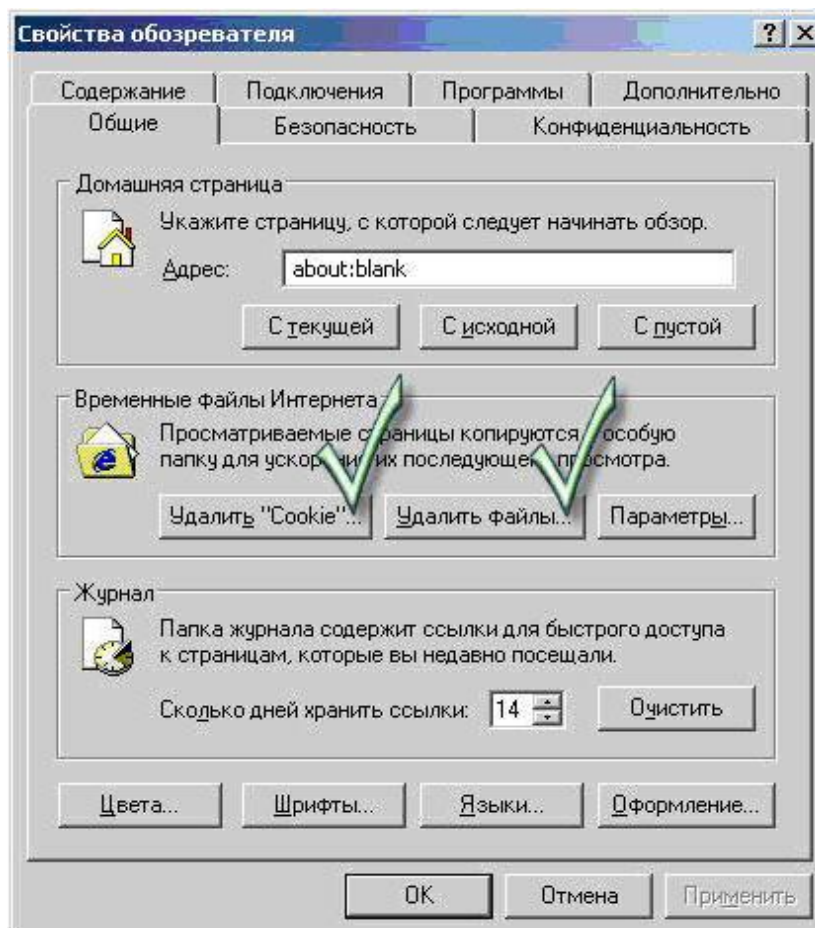 Свойства обозревателя
Содержание Подключения Программы Дополнительно
Общие Безопасность Конфиденциальность
Домашняя страница
Укажите страницу, с которой следует начинать обзор.
Адрес: about:blank
С текущей С исходной С пустой
Временные файлы Интернета
Просматриваемые страницы копируются в особую
папку для ускорения их последующего просмотра.
Удалить "Cookie"... Удалить файлы... Параметры...
Журнал
Папка журнала содержит ссылки для быстрого доступа
к страницам, которые вы недавно посещали.
Сколько дней хранить ссылки: 14 Очистить
Цвета... Шрифты... Языки... Оформление...
OK Отмена Применить